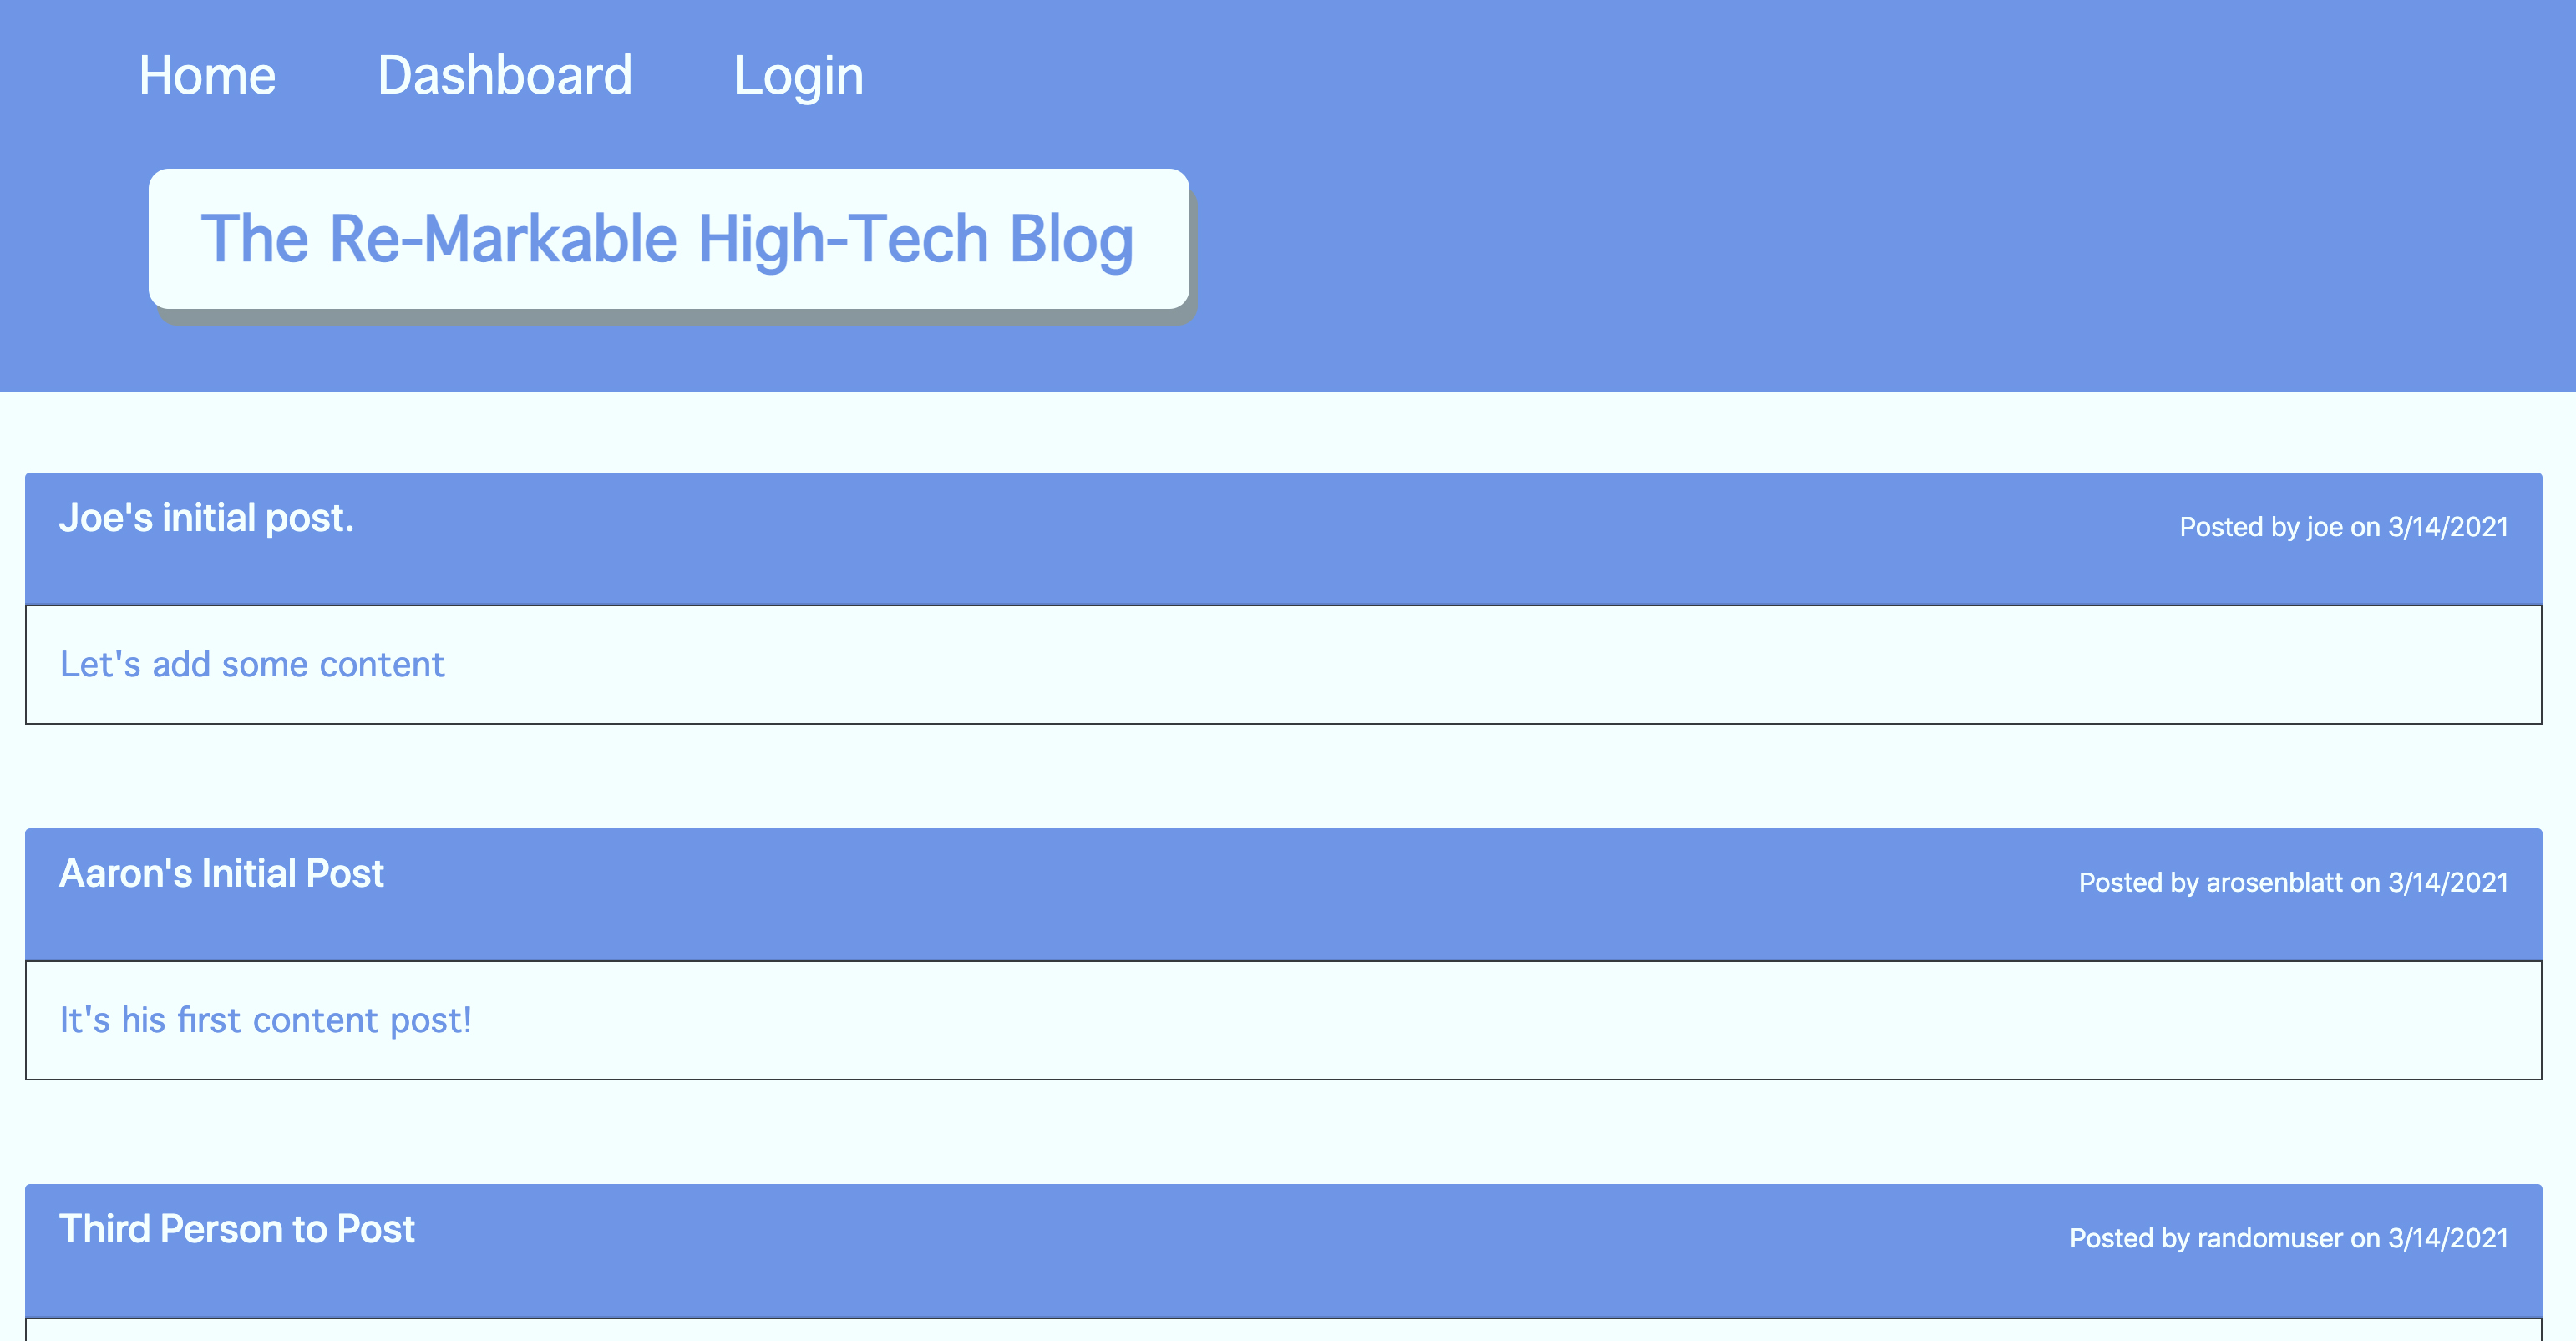 Home Dashboard Login
The Re-Markable High-Tech Blog
Joe's initial post. Posted by joe on 3/14/2021
Let's add some content
Aaron's Initial Post Posted by arosenblatt on 3/14/2021
It's his first content post!
Third Person to Post Posted by randomuser on 3/14/2021